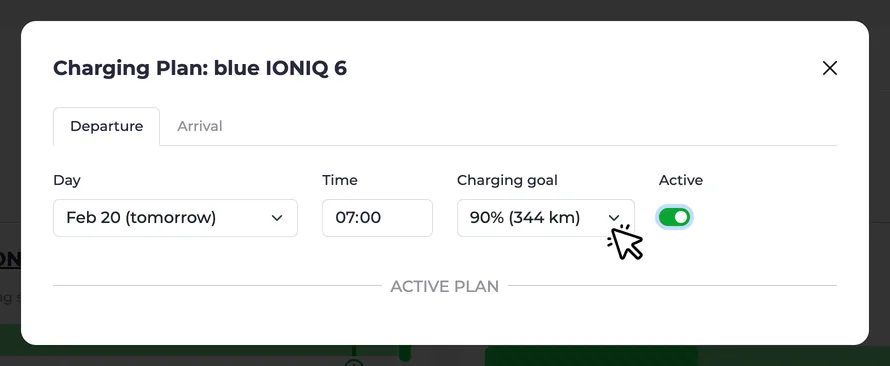 Charging Plan: blue IONIQ 6
Departure Arrival
Day Time Charging goal Active
Feb 20 (tomorrow) 07:00 90% (344 km)
ACTIVE PLAN